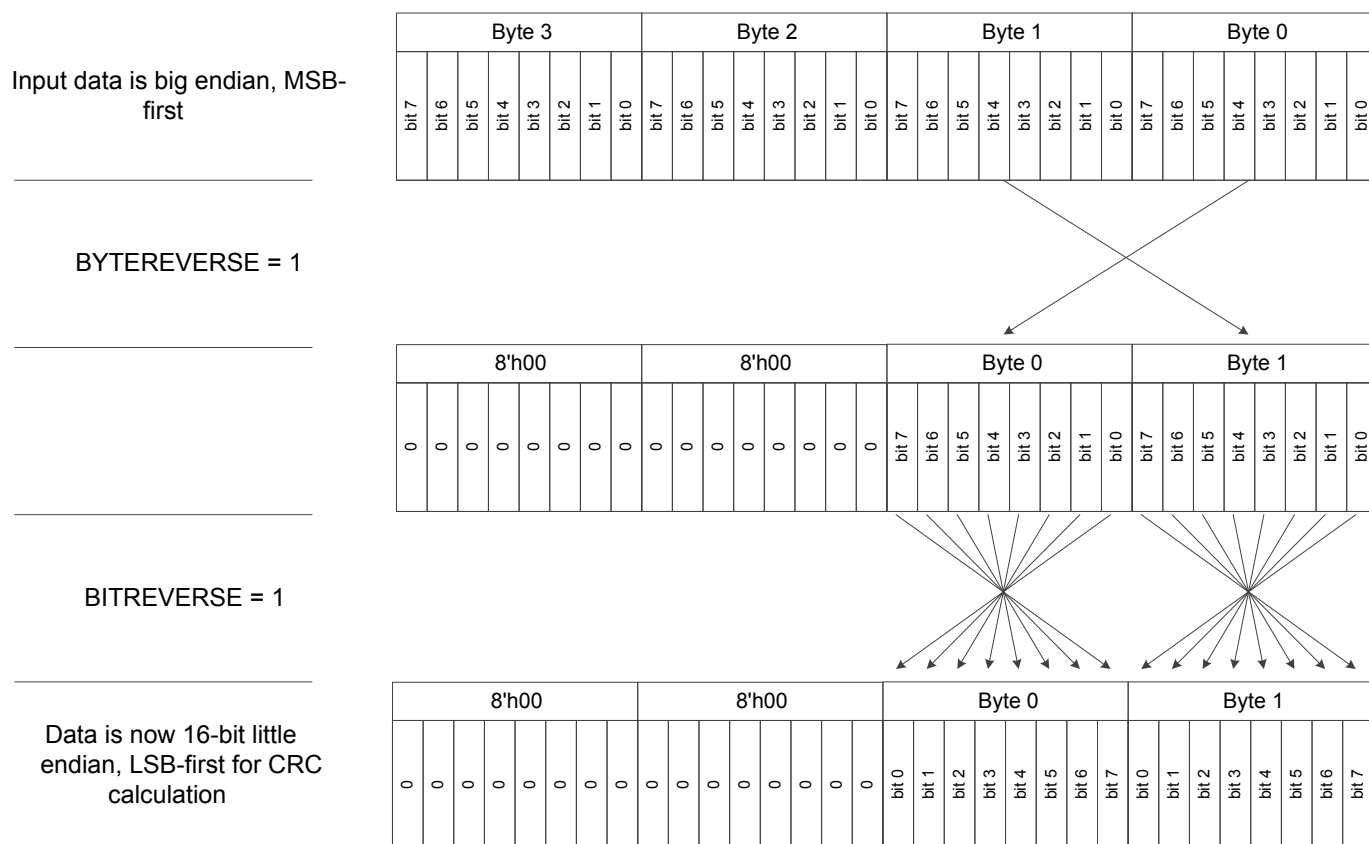 Byte 3 Byte 2 Byte 1 Byte 0
Input data is big endian, MSB-
first
bit 7 bit 6 bit 5 bit 4 bit 3 bit 2 bit 1 bit 0 bit 7 bit 6 bit 5 bit 4 bit 3 bit 2 bit 1 bit 0 bit 7 bit 6 bit 5 bit 4 bit 3 bit 2 bit 1 bit 0 bit 7 bit 6 bit 5 bit 4 bit 3 bit 2 bit 1 bit 0
BYTEREVERSE = 1
8'h00 8'h00 Byte 0 Byte 1
0 0 0 0 0 0 0 0 0 0 0 0 0 0 0 0 bit 7 bit 6 bit 5 bit 4 bit 3 bit 2 bit 1 bit 0 bit 7 bit 6 bit 5 bit 4 bit 3 bit 2 bit 1 bit 0
BITREVERSE = 1
8'h00 8'h00 Byte 0 Byte 1
Data is now 16-bit little
endian, LSB-first for CRC
calculation
0 0 0 0 0 0 0 0 0 0 0 0 0 0 0 0 bit 0 bit 1 bit 2 bit 3 bit 4 bit 5 bit 6 bit 7 bit 0 bit 1 bit 2 bit 3 bit 4 bit 5 bit 6 bit 7